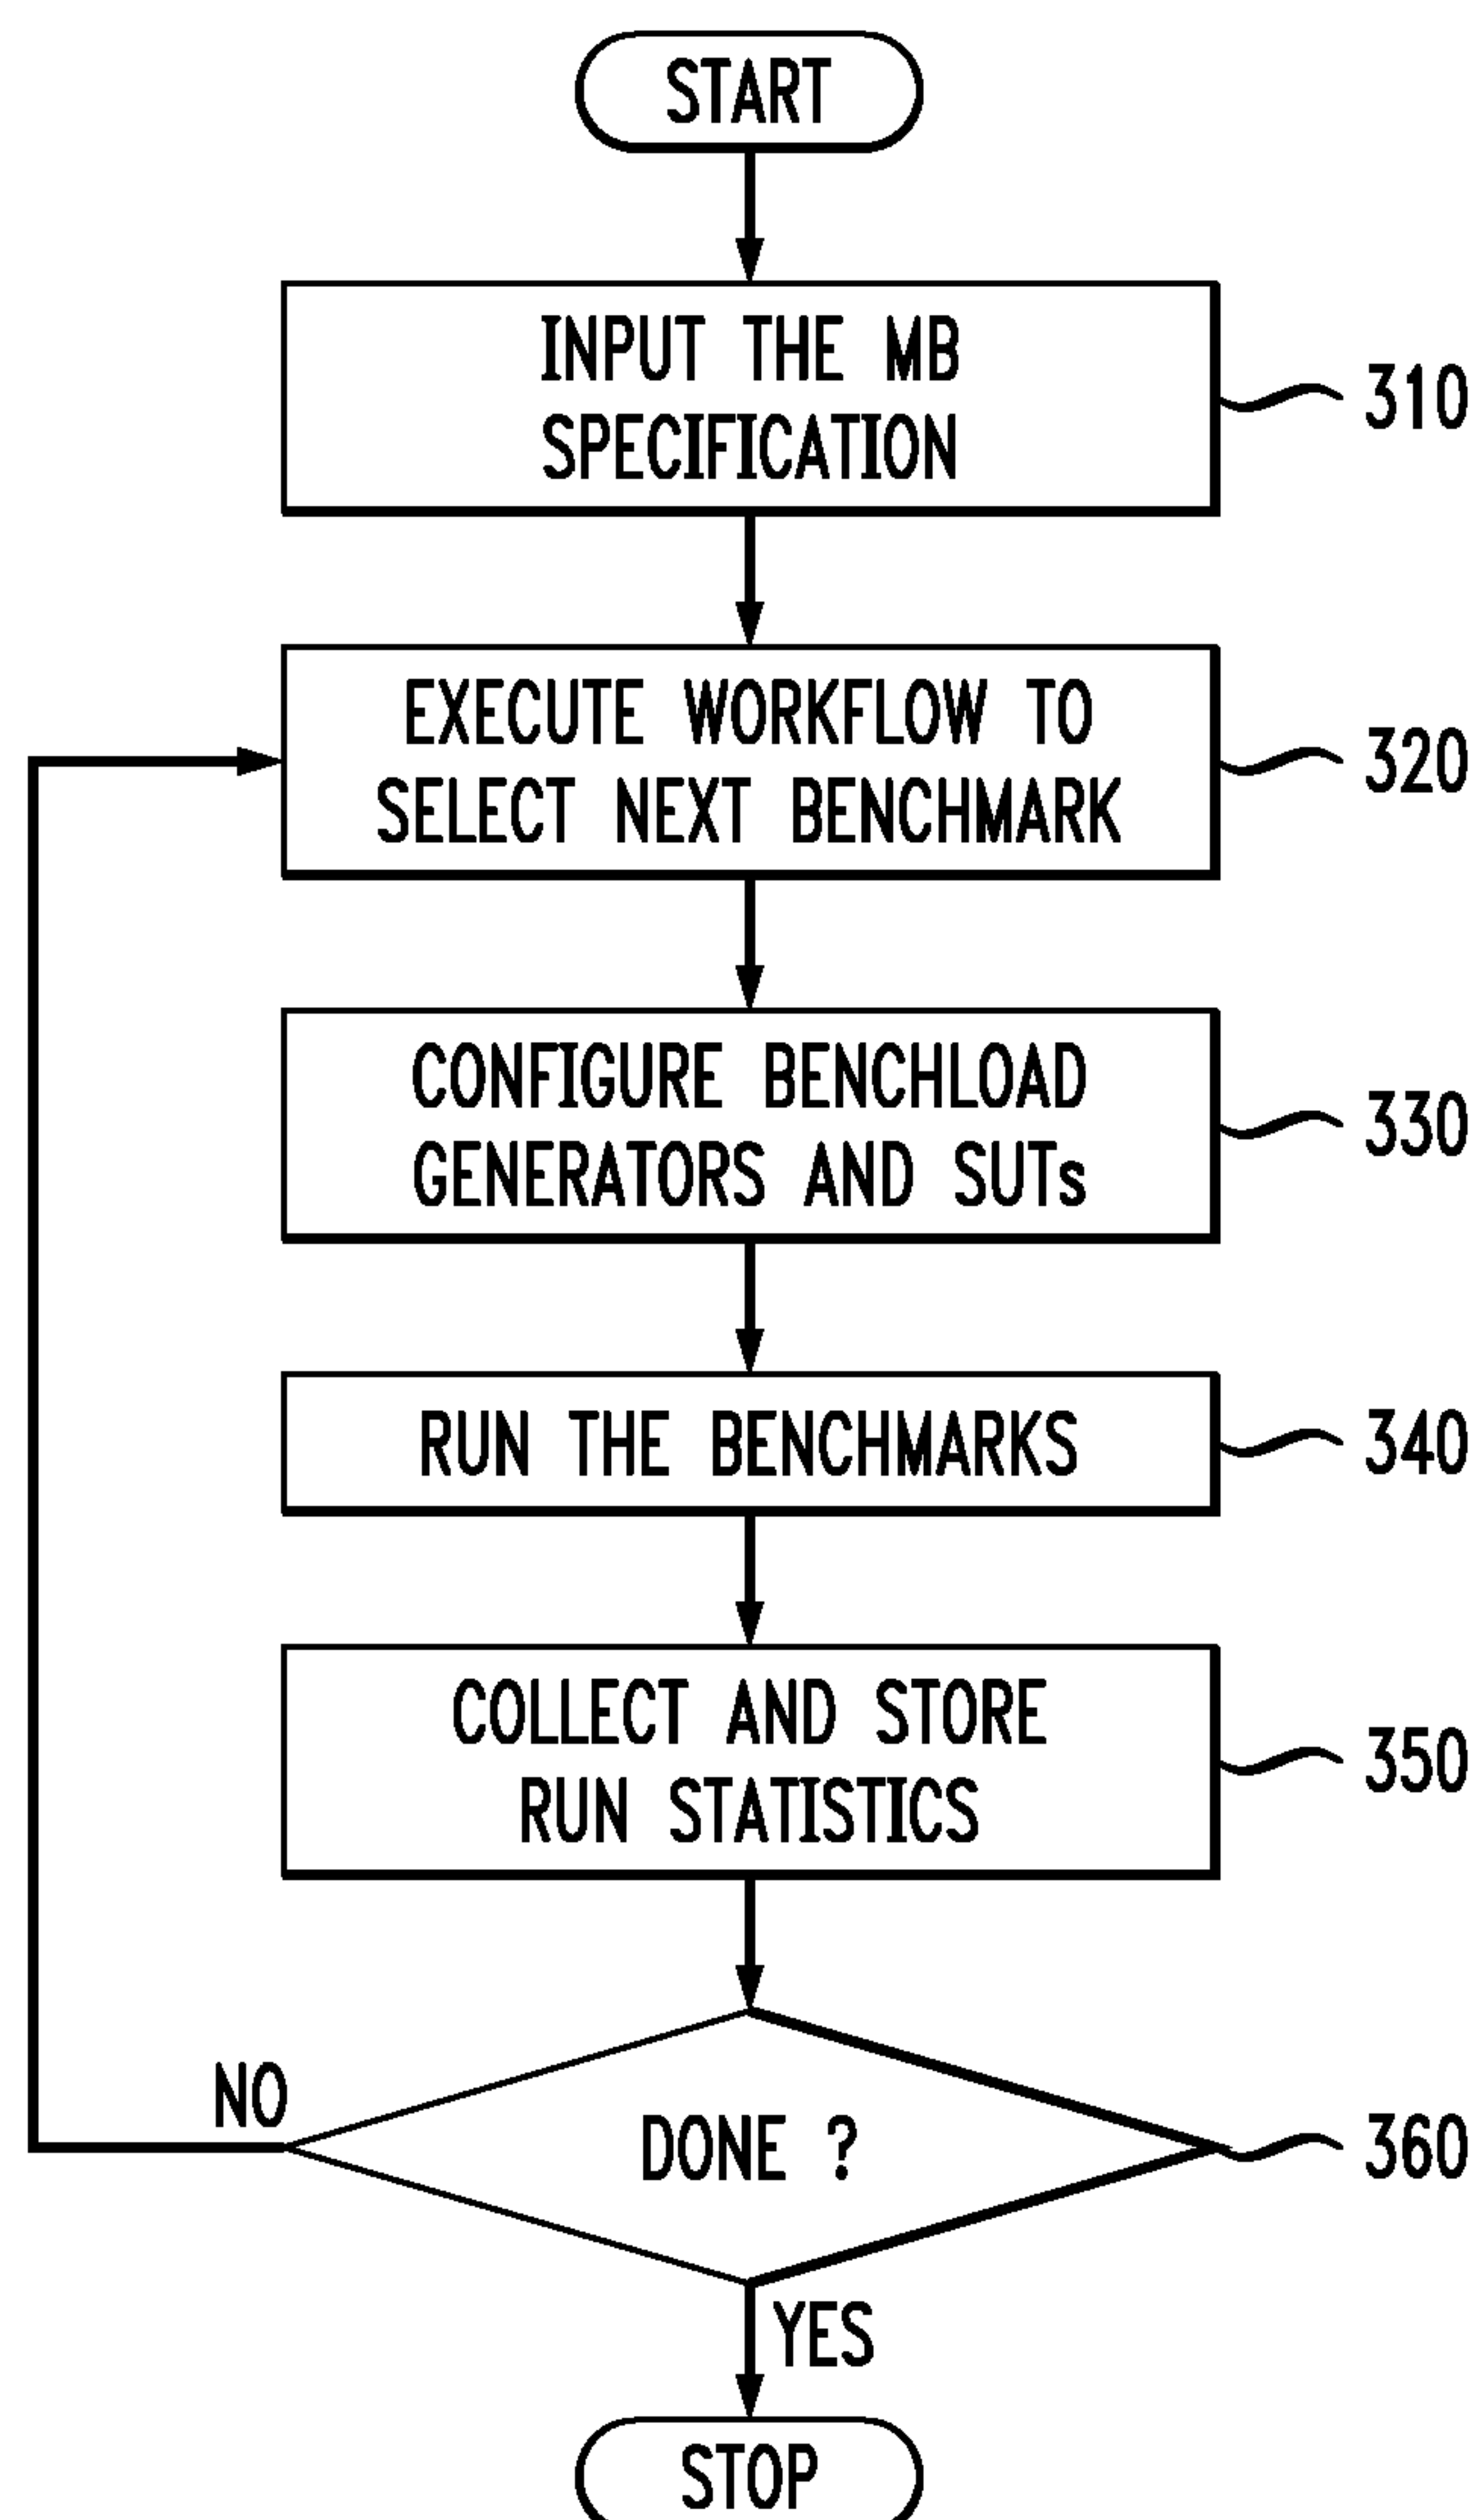 START
INPUT THE MB
SPECIFICATION
310
EXECUTE WORKFLOW TO
SELECT NEXT BENCHMARK
320
CONFIGURE BENCHLOAD
GENERATORS AND SUTs
330
RUN THE BENCHMARKS
340
COLLECT AND STORE
RUN STATISTICS
350
NO
DONE ?
360
YES
STOP